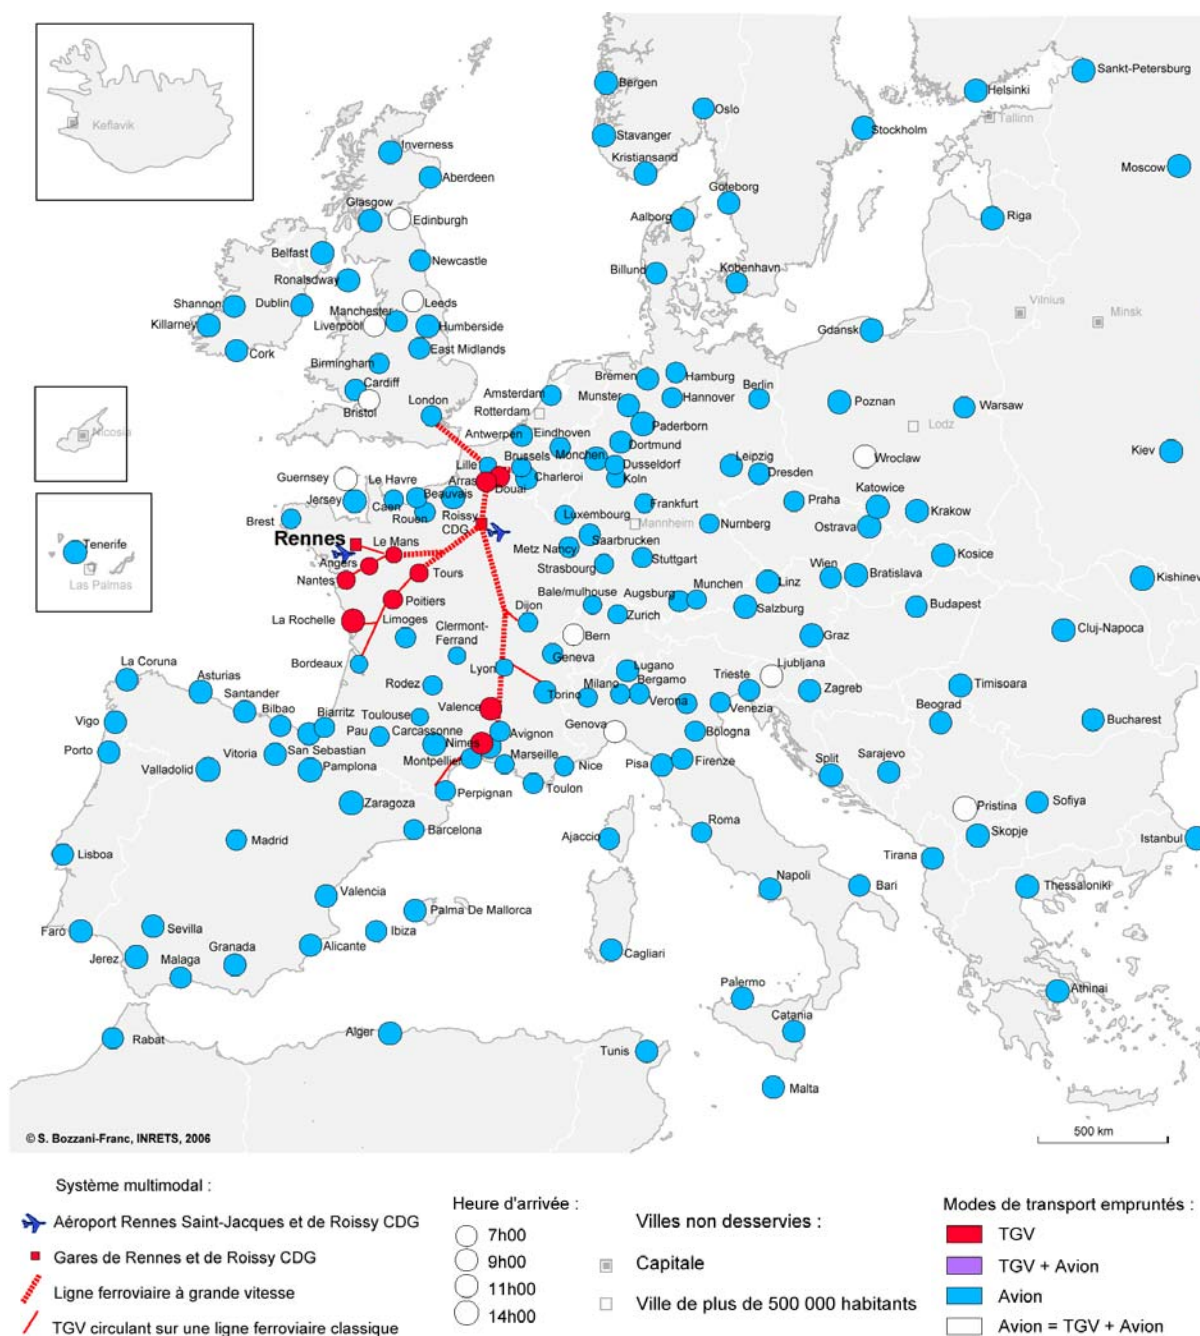 Keflavik
Bergen
Oslo
Stavanger
Kristiansand
Stockholm
Helsinki
Tallinn
Sankt-Petersburg
Moscow
Inverness
Aberdeen
Glasgow
Edinburgh
Göteborg
Aalborg
Riga
Belfast
Newcastle
Ronalsdway
Billund
Kobenhavn
Vilnius
Minsk
Shannon
Dublin
Leeds
Manchester
Killarney
Liverpool
Humberside
Gdansk
Cork
East Midlands
Birmingham
Cardiff
Bristol
London
Amsterdam
Rotterdam
Bremen
Hamburg
Munster
Hannover
Berlin
Poznan
Warsaw
Nicosia
Antwerpen
Eindhoven
Paderborn
Lodz
Dortmund
Kiev
Brussels
Monchen
Dusseldorf
Leipzig
Wroclaw
Lille
Arras
Douai
Charleroi
Koln
Dresden
Guernsey
Le Havre
Jersey
Caen
Beauvais
Rouen
Roissy
CDG
Luxembourg
Frankfurt
Praha
Katowice
Krakow
Brest
Mannheim
Nurnberg
Ostrava
Tenerife
Las Palmas
Rennes
Le Mans
Metz Nancy
Saarbrucken
Strasbourg
Stuttgart
Kosice
Angers
Nantes
Tours
Augsburg
Munchen
Linz
Wien
Bratislava
Kishinev
Poitiers
Bale/mulhouse
Dijon
Zurich
Salzburg
Budapest
La Rochelle
Limoges
Clermont-
Ferrand
Bern
Graz
Cluj-Napoca
Bordeaux
Lyon
Geneva
Lugano
Ljubljana
La Coruna
Asturias
Rodez
Torino
Milano
Bergamo
Trieste
Zagreb
Timisoara
Santander
Valence
Verona
Venezia
Beograd
Bucharest
Vigo
Bilbao
Biarritz
Toulouse
Pau
Carcassonne
Nimes
Avignon
Genova
Bologna
Porto
Vitoria
San Sebastian
Montpellier
Marseille
Nice
Pisa
Firenze
Split
Sarajevo
Valladolid
Pamplona
Perpignan
Toulon
Zaragoza
Pristina
Sofiya
Madrid
Barcelona
Ajaccio
Roma
Skopje
Istanbul
Lisboa
Tirana
Valencia
Napoli
Bari
Thessaloniki
Palma De Mallorca
Faro
Sevilla
Ibiza
Granada
Alicante
Cagliari
Jerez
Malaga
Palermo
Athinai
Catania
Rabat
Alger
Tunis
Malta
© S. Bozzani-Franc, INRETS, 2006
500 km
Système multimodal :
Aéroport Rennes Saint-Jacques et de Roissy CDG
Gares de Rennes et de Roissy CDG
Ligne ferroviaire à grande vitesse
TGV circulant sur une ligne ferroviaire classique
Heure d'arrivée :
7h00
9h00
11h00
14h00
Villes non desservies :
Capitale
Ville de plus de 500 000 habitants
Modes de transport empruntés :
TGV
TGV + Avion
Avion
Avion = TGV + Avion